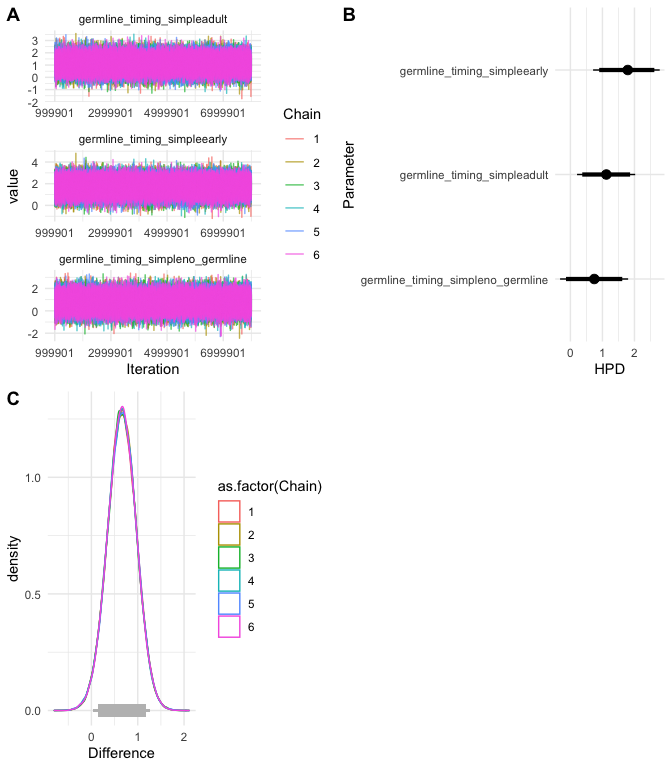 A
germline_timing_simpleadult
3
2
1
0
-1
-2
999901 2999901 4999901 6999901
germline_timing_simpleearly
4
2
0
999901 2999901 4999901 6999901
germline_timing_simpleno_germline
2
0
-2
999901 2999901 4999901 6999901
Iteration
value
Chain
1
2
3
4
5
6
B
Parameter
germline_timing_simpleearly
germline_timing_simpleadult
germline_timing_simpleno_germline
0 1 2
HPD
C
density
1.0
0.5
0.0
0 1 2
Difference
as.factor(Chain)
1
2
3
4
5
6